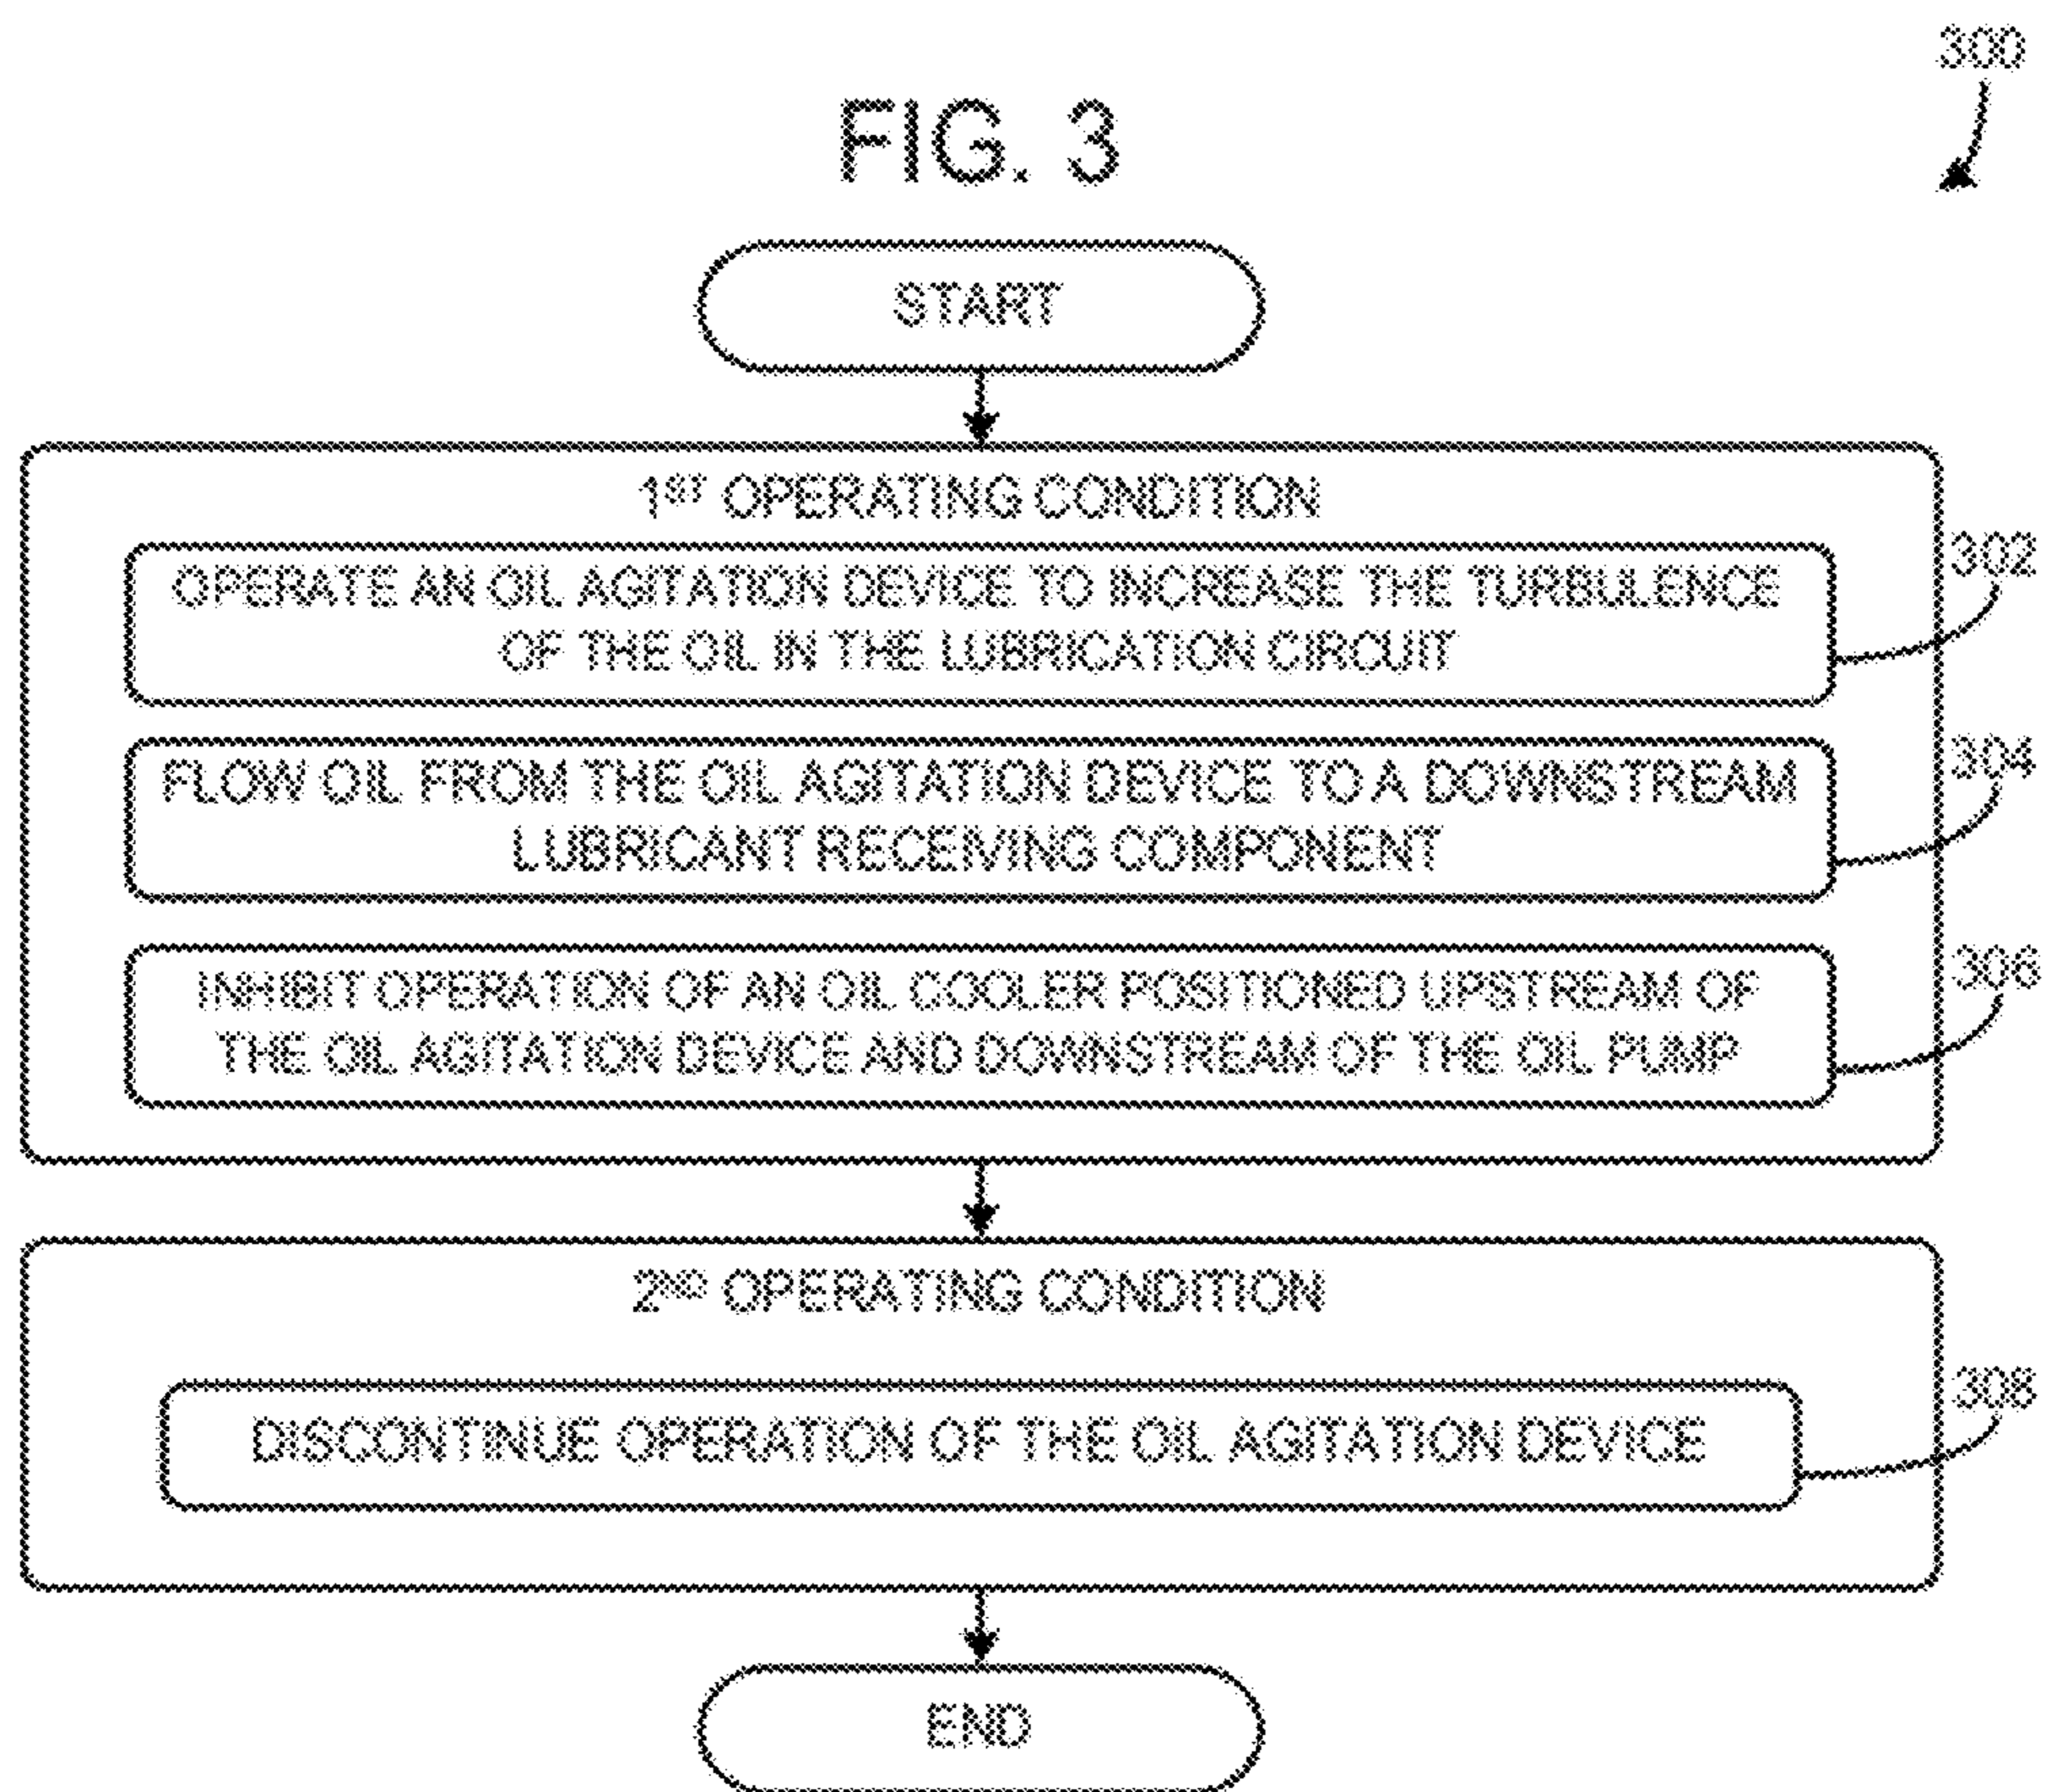 300
FIG. 3
START
1ST OPERATING CONDITION
OPERATE AN OIL AGITATION DEVICE TO INCREASE THE TURBULENCE
OF THE OIL IN THE LUBRICATION CIRCUIT
302
FLOW OIL FROM THE OIL AGITATION DEVICE TO A DOWNSTREAM
LUBRICANT RECEIVING COMPONENT
304
INHIBIT OPERATION OF AN OIL COOLER POSITIONED UPSTREAM OF
THE OIL AGITATION DEVICE AND DOWNSTREAM OF THE OIL PUMP
306
2ND OPERATING CONDITION
DISCONTINUE OPERATION OF THE OIL AGITATION DEVICE
308
END